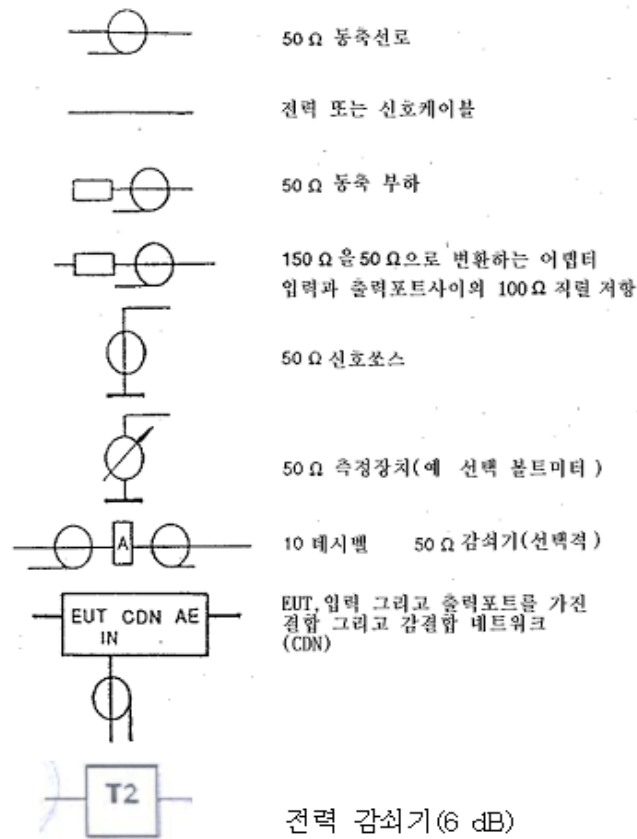 50 Ω 동축선로
전력 또는 신호케이블
50 Ω 동축 부하
150 Ω을 50 Ω으로 변환하는 어댑터
입력과 출력포트사이의 100 Ω 직렬 저항
50 Ω 신호쏘스
50 Ω 측정장치(예 선택 볼트미터)
A
10 데시벨 50 Ω 감쇠기(선택적)
EUT CDN AE
IN
EUT,입력 그리고 출력포트를 가진
결합 그리고 감결합 네트워크
(CDN)
T2
전력 감쇠기(6 dB)